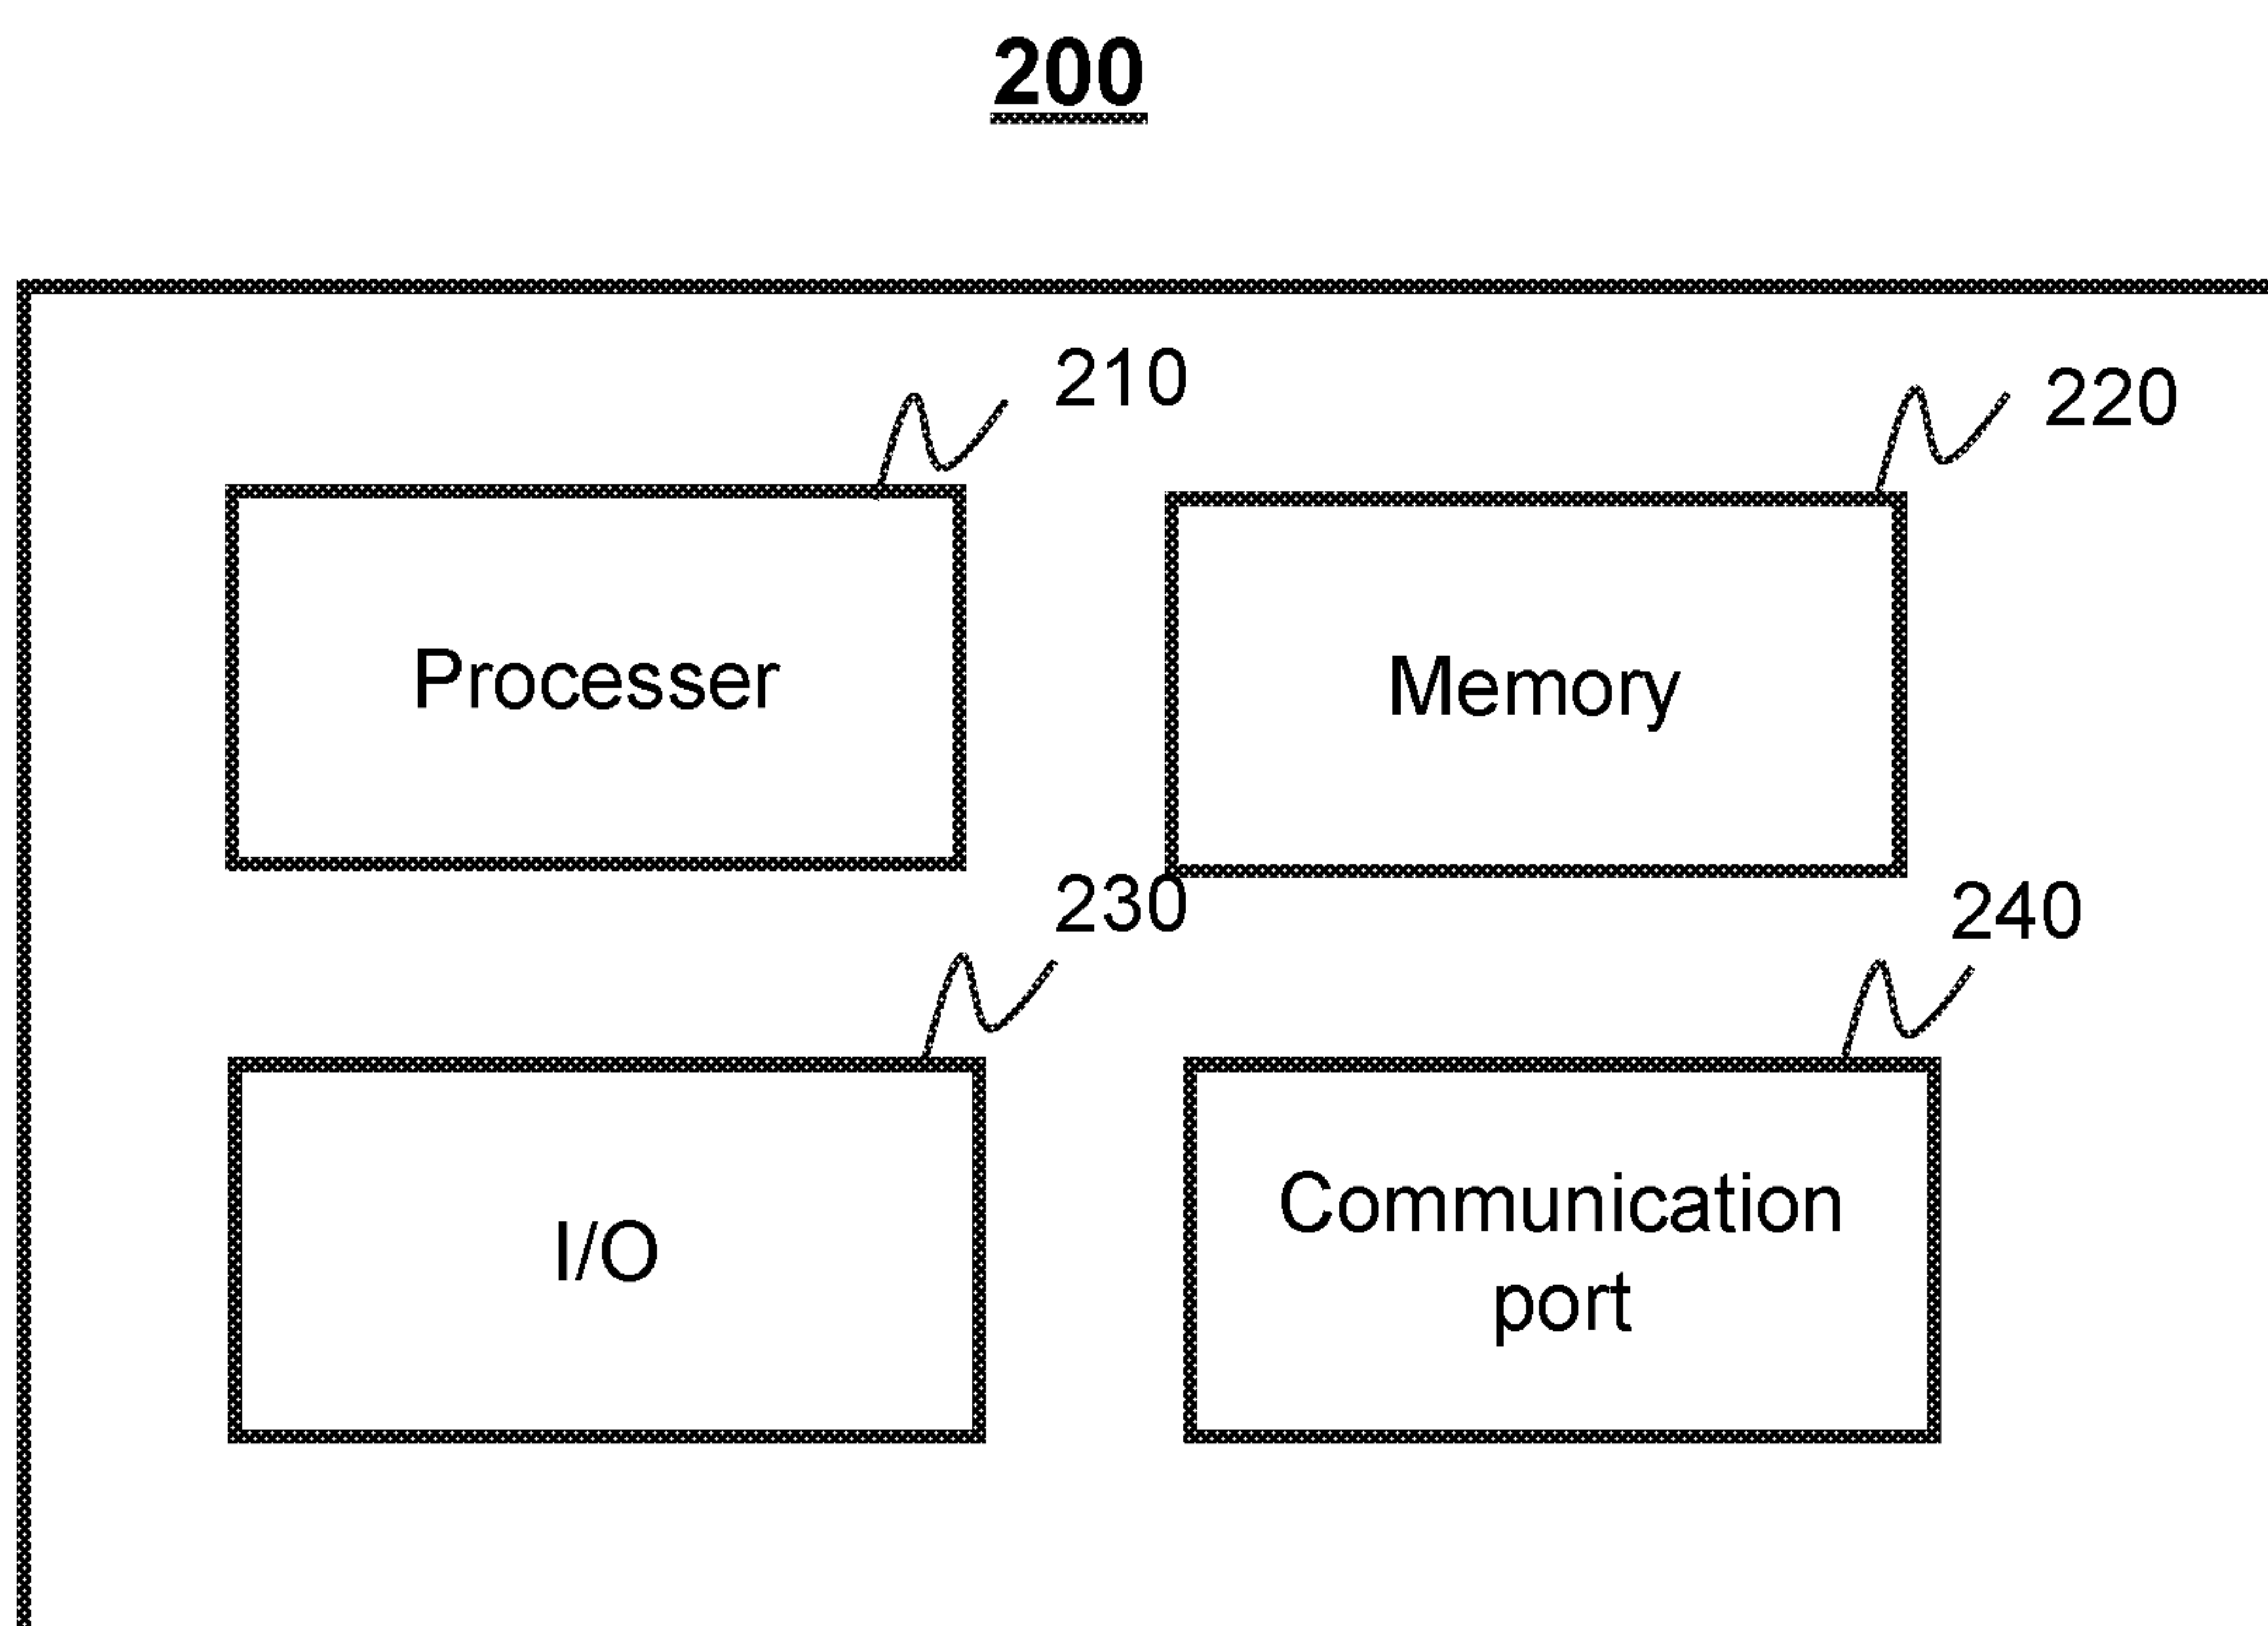 200
210
220
Processer
Memory
230
240
I/O
Communication
port